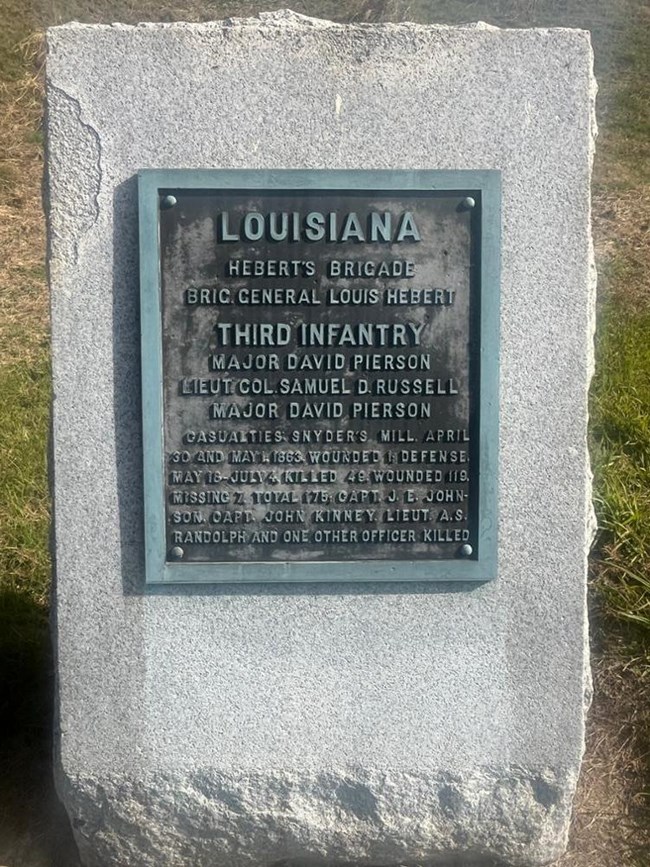 LOUISIANA
HEBERT'S BRIGADE
BRIG. GENERAL LOUIS HEBERT
THIRD INFANTRY
MAJOR DAVID PIERSON
LIEUT. COL. SAMUEL D. RUSSELL
MAJOR DAVID PIERSON
CASUALTIES: SNYDER'S MILL, APRIL
30 AND MAY 1, 1863, WOUNDED 1; DEFENSE,
MAY 18-JULY 4, KILLED 49, WOUNDED 119,
MISSING 7, TOTAL 175; CAPT. J. E. JOHN-
SON, CAPT. JOHN KINNEY, LIEUT. A.S.
RANDOLPH AND ONE OTHER OFFICER KILLED